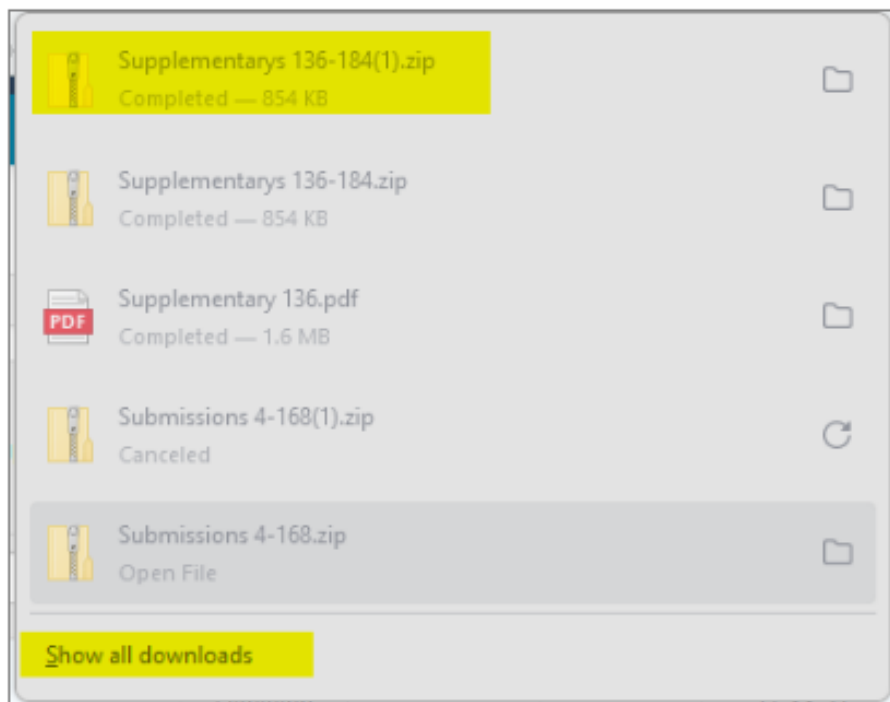 Supplementarys 136-184(1).zip
Completed — 854 KB
Supplementarys 136-184.zip
Completed — 854 KB
Supplementary 136.pdf
PDF
Completed — 1.6 MB
Submissions 4-168(1).zip
Canceled
Submissions 4-168.zip
Open File
Show all downloads